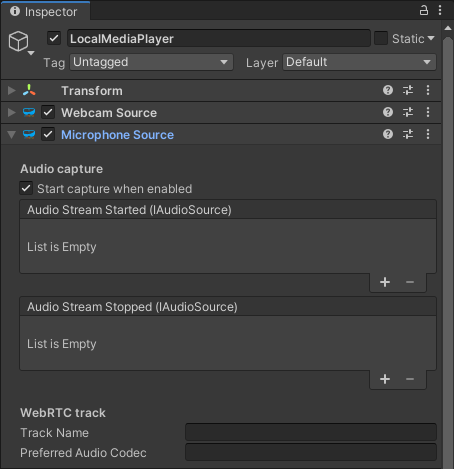 Inspector
LocalMediaPlayer Static
Tag Untagged Layer Default
Transform
Webcam Source
Microphone Source
Audio capture
Start capture when enabled
Audio Stream Started (IAudioSource)
List is Empty
Audio Stream Stopped (IAudioSource)
List is Empty
WebRTC track
Track Name
Preferred Audio Codec